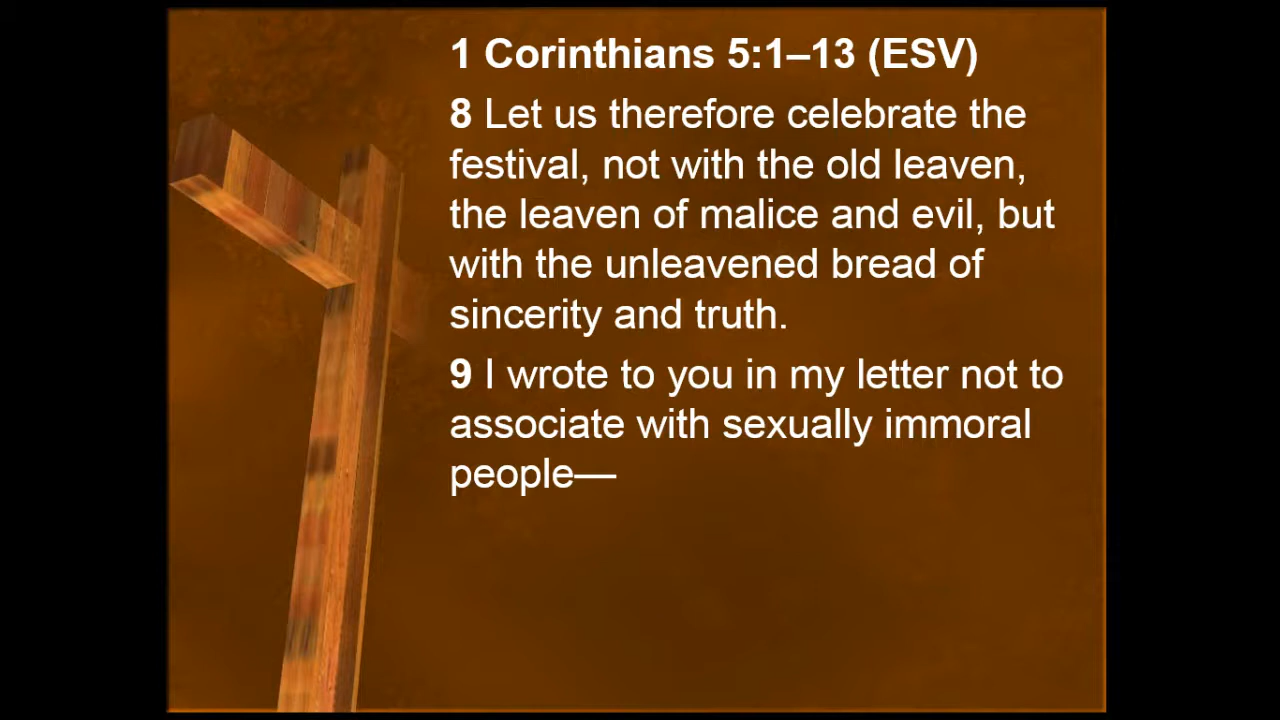 1 Corinthians 5:1–13 (ESV)
8 Let us therefore celebrate the
festival, not with the old leaven,
the leaven of malice and evil, but
with the unleavened bread of
sincerity and truth.
9 I wrote to you in my letter not to
associate with sexually immoral
people—